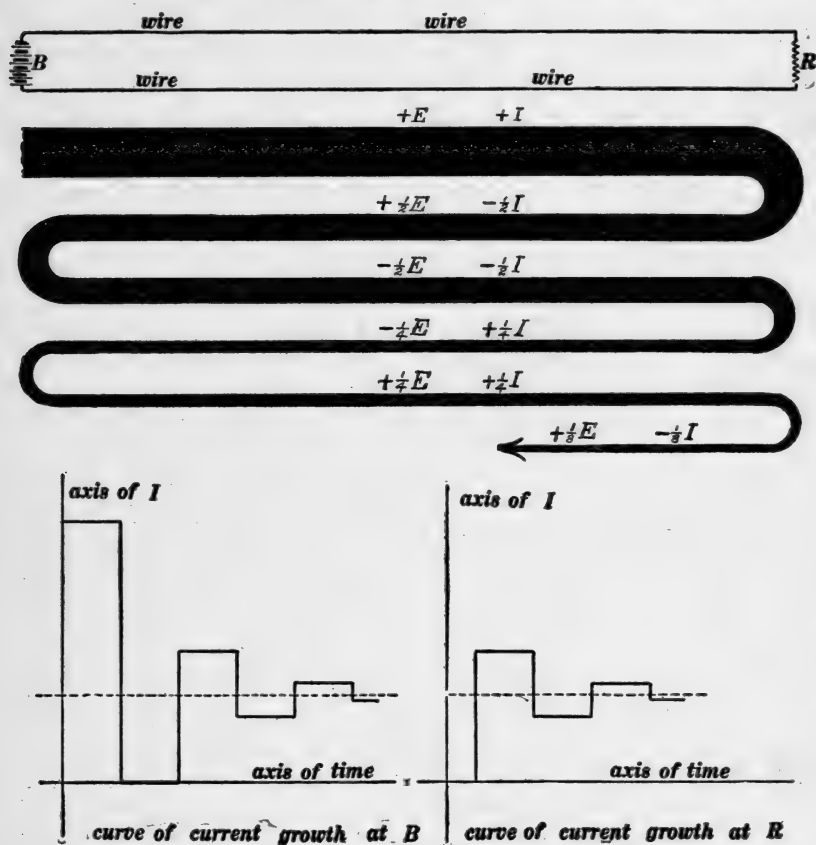 wire wire
B R
wire wire
+E +I
+½E −½I
−½E −½I
−¼E +¼I
+¼E +¼I
+⅛E −⅛I
axis of I axis of I
axis of time axis of time
curve of current growth at B curve of current growth at R